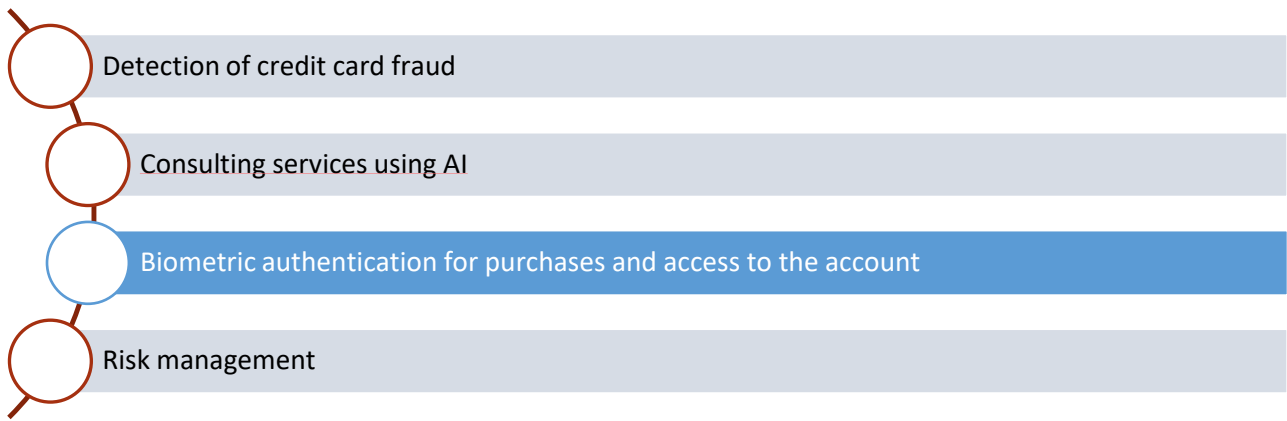 Detection of credit card fraud
Consulting services using AI
Biometric authentication for purchases and access to the account
Risk management